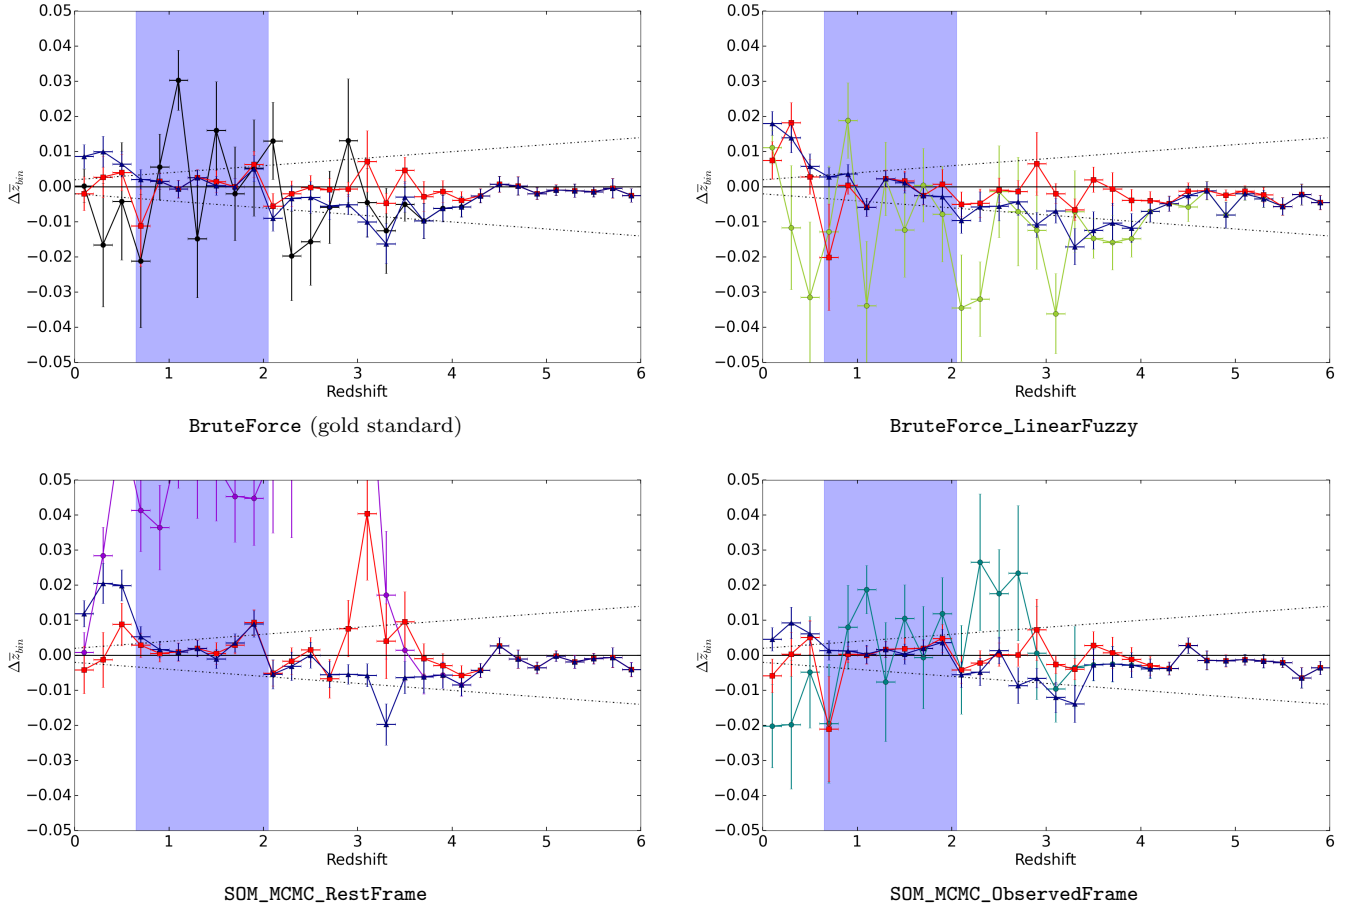 0.05
0.04
0.03
0.02
0.01
0.00
−0.01
−0.02
−0.03
−0.04
−0.05
Δz̅bin
0 1 2 3 4 5 6
Redshift
BruteForce (gold standard)
0.05
0.04
0.03
0.02
0.01
0.00
−0.01
−0.02
−0.03
−0.04
−0.05
Δz̅bin
0 1 2 3 4 5 6
Redshift
BruteForce_LinearFuzzy
0.05
0.04
0.03
0.02
0.01
0.00
−0.01
−0.02
−0.03
−0.04
−0.05
Δz̅bin
0 1 2 3 4 5 6
Redshift
SOM_MCMC_RestFrame
0.05
0.04
0.03
0.02
0.01
0.00
−0.01
−0.02
−0.03
−0.04
−0.05
Δz̅bin
0 1 2 3 4 5 6
Redshift
SOM_MCMC_ObservedFrame